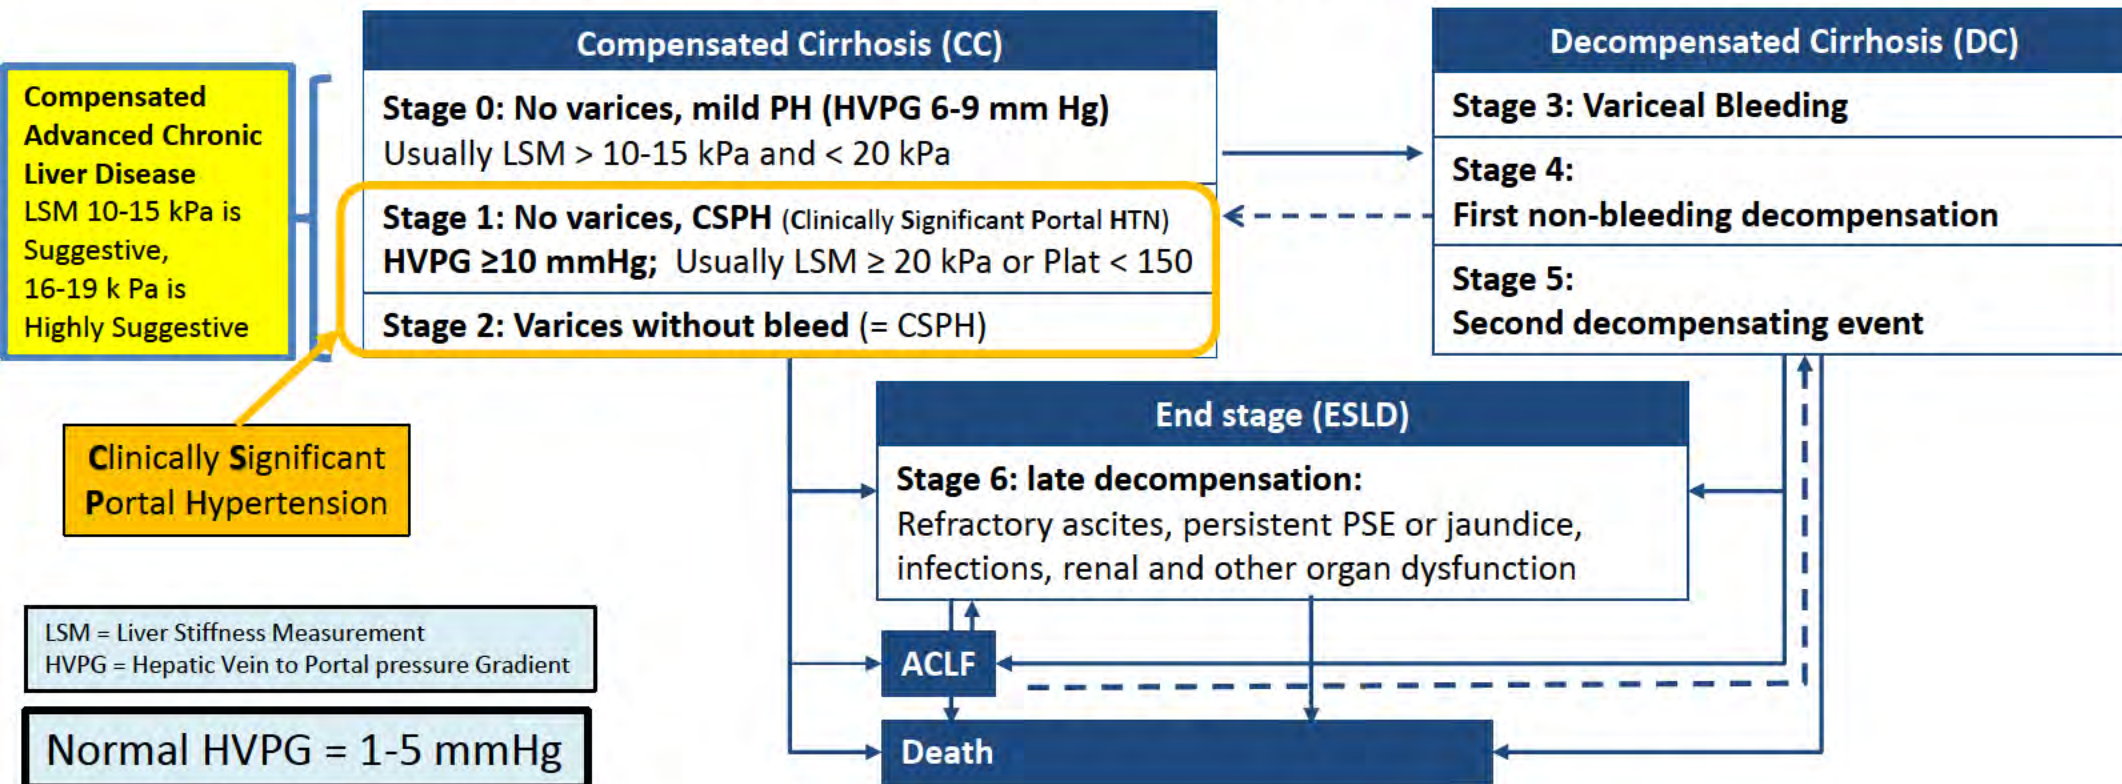 Compensated Cirrhosis (CC)
Stage 0: No varices, mild PH (HVPG 6-9 mm Hg)
Usually LSM > 10-15 kPa and < 20 kPa
Stage 1: No varices, CSPH (Clinically Significant Portal HTN)
HVPG ≥10 mmHg; Usually LSM ≥ 20 kPa or Plat < 150
Stage 2: Varices without bleed (= CSPH)
Decompensated Cirrhosis (DC)
Stage 3: Variceal Bleeding
Stage 4:
First non-bleeding decompensation
Stage 5:
Second decompensating event
Compensated
Advanced Chronic
Liver Disease
LSM 10-15 kPa is
Suggestive,
16-19 k Pa is
Highly Suggestive
Clinically Significant
Portal Hypertension
End stage (ESLD)
Stage 6: late decompensation:
Refractory ascites, persistent PSE or jaundice,
infections, renal and other organ dysfunction
ACLF
Death
LSM = Liver Stiffness Measurement
HVPG = Hepatic Vein to Portal pressure Gradient
Normal HVPG = 1-5 mmHg